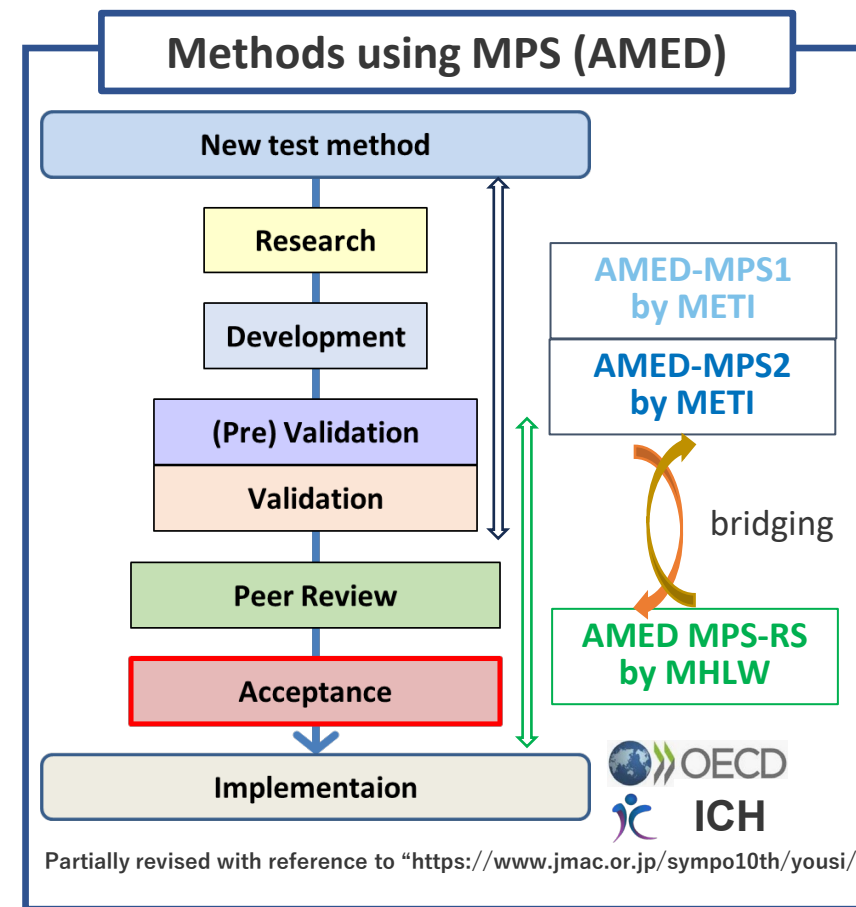 Methods using MPS (AMED)
New test method
Research
Development
(Pre) Validation
Validation
Peer Review
Acceptance
Implementaion
AMED-MPS1
by METI
AMED-MPS2
by METI
bridging
AMED MPS-RS
by MHLW
OECD
ICH
Partially revised with reference to “https://www.jmac.or.jp/sympo10th/yousi/